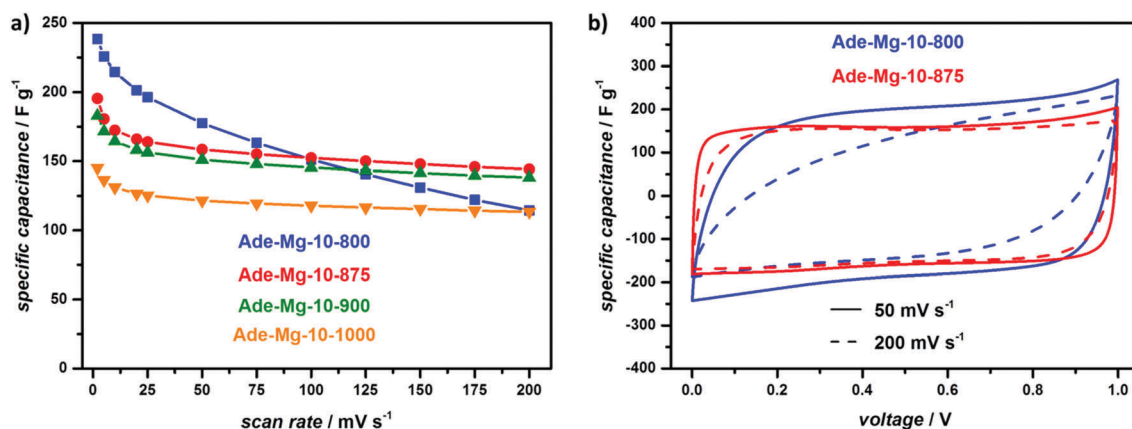 a)
specific capacitance / F g⁻¹
250
200
150
100
50
0
Ade-Mg-10-800
Ade-Mg-10-875
Ade-Mg-10-900
Ade-Mg-10-1000
0 25 50 75 100 125 150 175 200
scan rate / mV s⁻¹
b)
specific capacitance / F g⁻¹
400
300
200
100
0
-100
-200
-300
-400
Ade-Mg-10-800
Ade-Mg-10-875
50 mV s⁻¹
200 mV s⁻¹
0.0 0.2 0.4 0.6 0.8 1.0
voltage / V